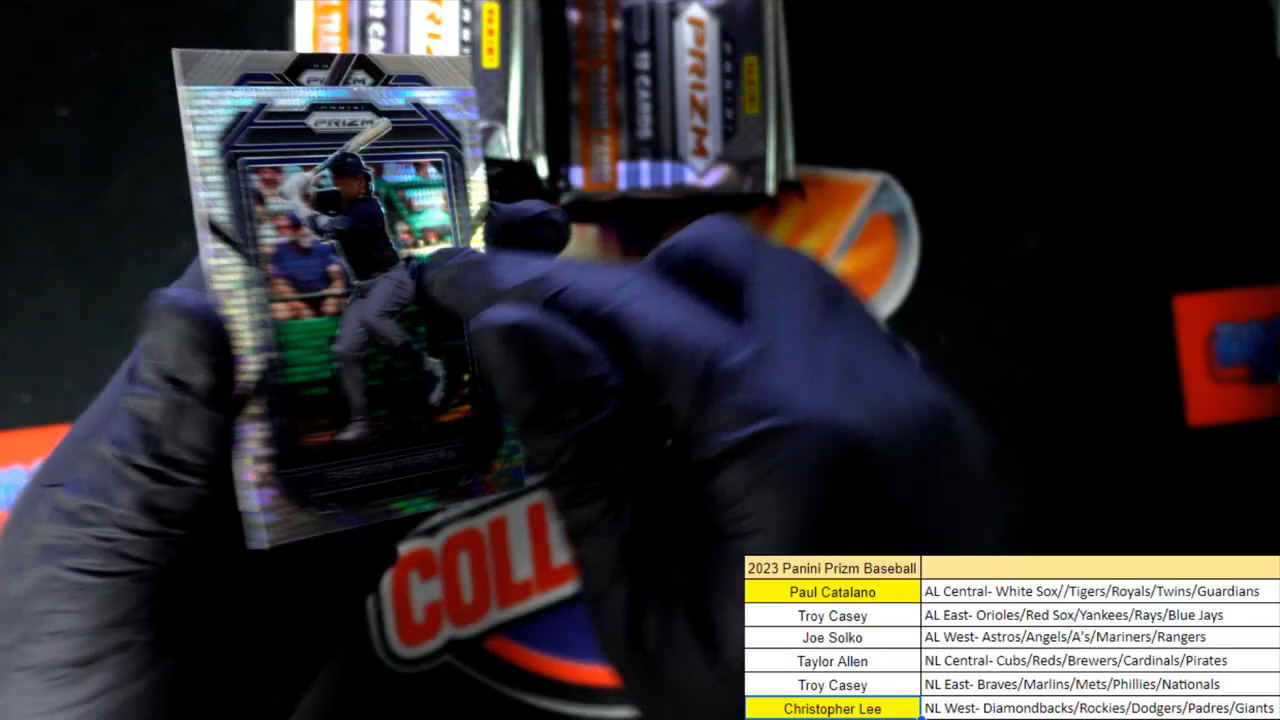 PRIZM
PANINI
PRIZM
PRIZM
COLL
2023 Panini Prizm Baseball
Paul Catalano AL Central- White Sox//Tigers/Royals/Twins/Guardians
Troy Casey AL East- Orioles/Red Sox/Yankees/Rays/Blue Jays
Joe Solko AL West- Astros/Angels/A's/Mariners/Rangers
Taylor Allen NL Central- Cubs/Reds/Brewers/Cardinals/Pirates
Troy Casey NL East- Braves/Marlins/Mets/Phillies/Nationals
Christopher Lee NL West- Diamondbacks/Rockies/Dodgers/Padres/Giants